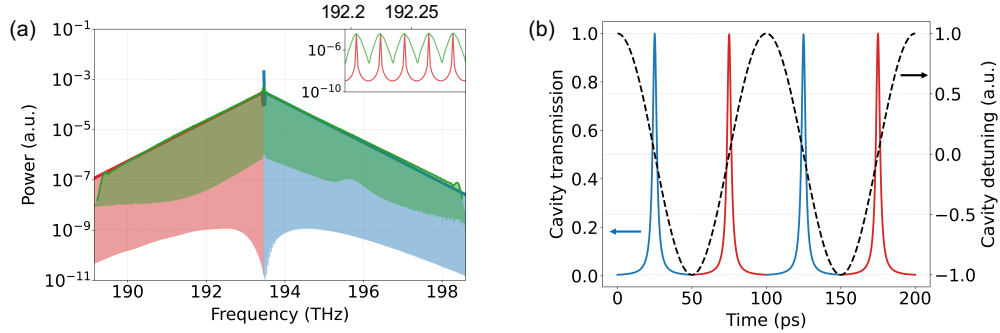 (a)
192.2 192.25
10⁻¹
10⁻³
10⁻⁵
10⁻⁷
10⁻⁹
10⁻¹¹
Power (a.u.)
10⁻⁶
10⁻¹⁰
190 192 194 196 198
Frequency (THz)
(b)
1.0
0.8
0.6
0.4
0.2
0.0
Cavity transmission
1.0
0.5
0.0
−0.5
−1.0
Cavity detuning (a.u.)
0 50 100 150 200
Time (ps)